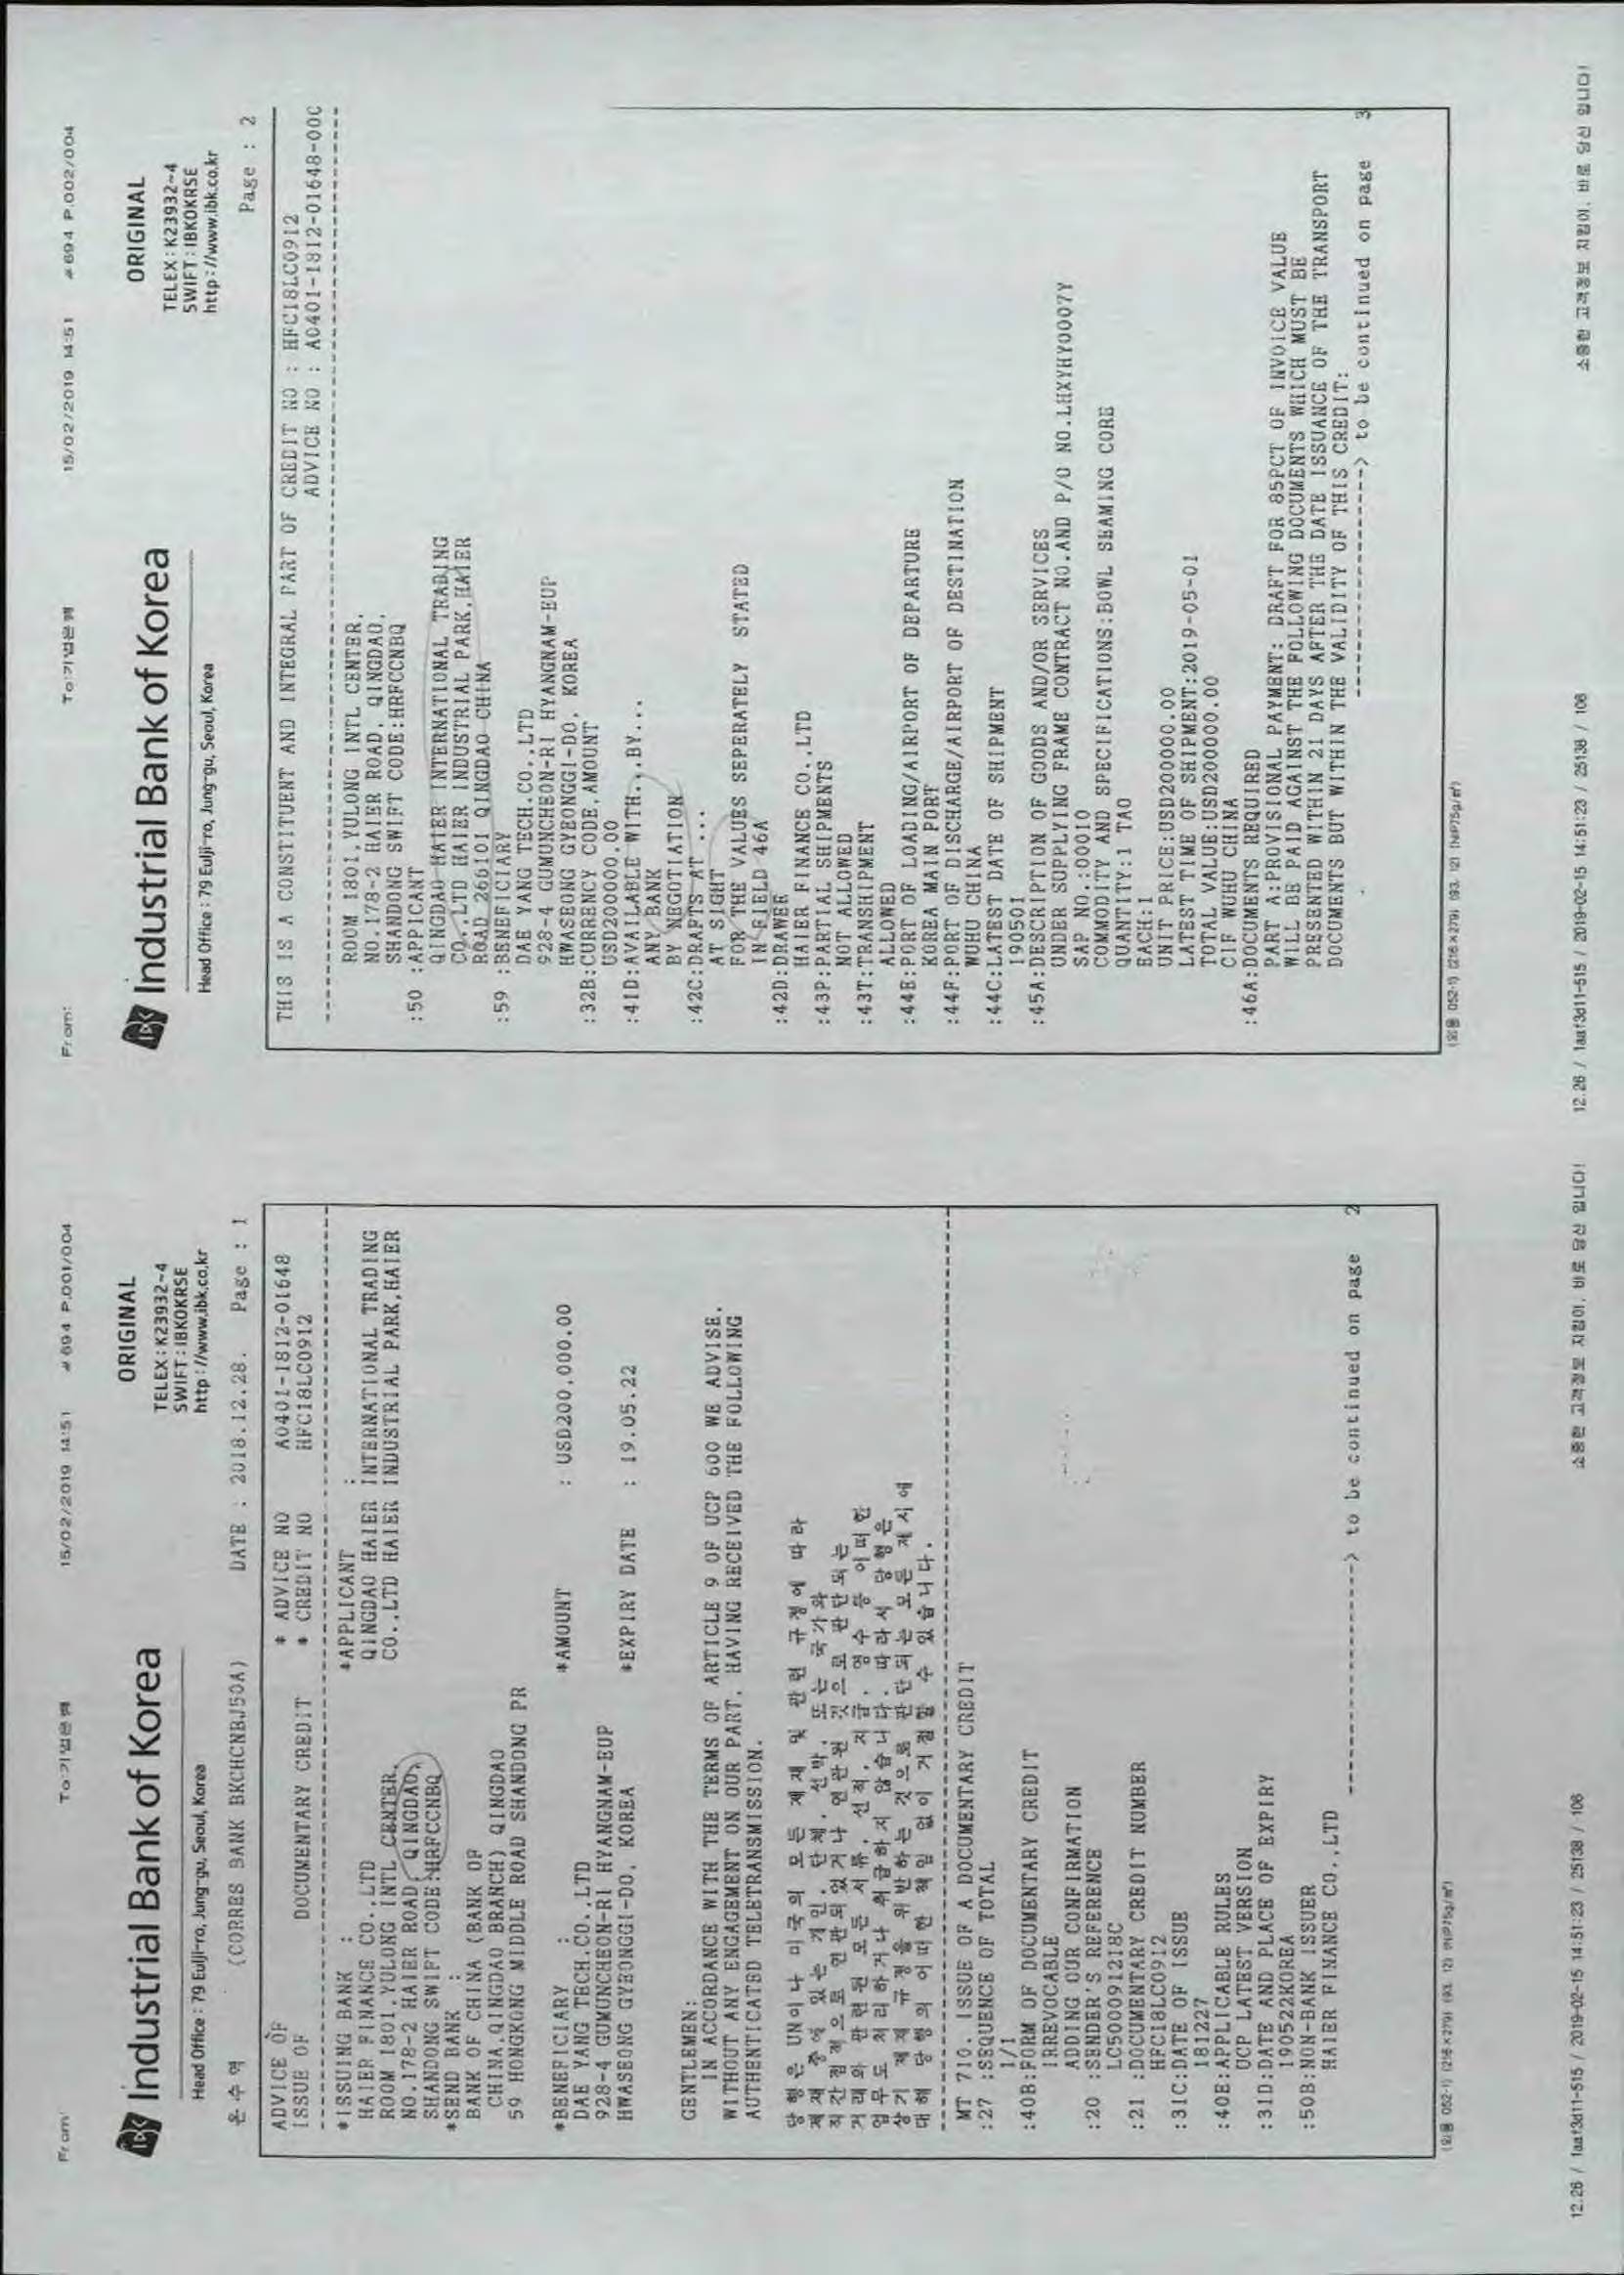 From: To:기업은행 15/02/2019 14:51 #694 P.001/004
Industrial Bank of Korea
Head Office : 79 Eulji-ro, Jung-gu, Seoul, Korea
ORIGINAL
TELEX : K23932~4
SWIFT : IBKOKRSE
http : //www.ibk.co.kr
온수역 (CORRES BANK BKCHCNBJ50A) DATE : 2018.12.28. Page : 1
ADVICE OF * ADVICE NO A0401-1812-01648
ISSUE OF DOCUMENTARY CREDIT * CREDIT NO HFC18LC0912
*ISSUING BANK : *APPLICANT :
HAIER FINANCE CO.,LTD QINGDAO HAIER INTERNATIONAL TRADING
ROOM 1801,YULONG INTL CENTER, CO.,LTD HAIER INDUSTRIAL PARK,HAIER
NO.178-2 HAIER ROAD, QINGDAO,
SHANDONG SWIFT CODE:HRFCCNBQ
*SEND BANK :
BANK OF CHINA (BANK OF
CHINA,QINGDAO BRANCH) QINGDAO
59 HONGKONG MIDDLE ROAD SHANDONG PR
*BENEFICIARY : *AMOUNT : USD200,000.00
DAE YANG TECH.CO.,LTD
928-4 GUMUNCHEON-RI HYANGNAM-EUP *EXPIRY DATE : 19.05.22
HWASEONG GYEONGGI-DO, KOREA
GENTLEMEN:
IN ACCORDANCE WITH THE TERMS OF ARTICLE 9 OF UCP 600 WE ADVISE,
WITHOUT ANY ENGAGEMENT ON OUR PART, HAVING RECEIVED THE FOLLOWING
AUTHENTICATED TELETRANSMISSION.
당행은 UN이나 미국의 모든 제재 및 관련 규정에 따라
제재 중에 있는 개인, 단체, 선박, 또는 국가와
직간접적으로 연관되었거나 연관된 것으로 판단되는
거래와 관련된 모든 서류, 선적, 지급, 영수 등 어떠한
업무도 처리하거나 취급하지 않습니다. 따라서 당행은
상기 제재 규정을 위반하는 것으로 판단되는 모든 제시에
대해 당행의 어떠한 책임 없이 거절할 수 있습니다.
MT 710. ISSUE OF A DOCUMENTARY CREDIT
:27 :SEQUENCE OF TOTAL
1/1
:40B:FORM OF DOCUMENTARY CREDIT
IRREVOCABLE
ADDING OUR CONFIRMATION
:20 :SENDER'S REFERENCE
LC5000091218C
:21 :DOCUMENTARY CREDIT NUMBER
HFC18LC0912
:31C:DATE OF ISSUE
181227
:40E:APPLICABLE RULES
UCP LATEST VERSION
:31D:DATE AND PLACE OF EXPIRY
190522KOREA
:50B:NON-BANK ISSUER
HAIER FINANCE CO.,LTD
--------------> to be continued on page 2
(외용 052-1) (216×279) (93. 12) (NP75g/㎡)
12.26 / 1aaf3d11-515 / 2019-02-15 14:51:23 / 25138 / 106 소중한 고객정보 지킴이, 바로 당신 입니다!
From: To:기업은행 15/02/2019 14:51 #694 P.002/004
Industrial Bank of Korea
Head Office : 79 Eulji-ro, Jung-gu, Seoul, Korea
ORIGINAL
TELEX : K23932~4
SWIFT : IBKOKRSE
http : //www.ibk.co.kr
Page : 2
THIS IS A CONSTITUENT AND INTEGRAL PART OF CREDIT NO : HFC18LC0912
ADVICE NO : A0401-1812-01648-00C
ROOM 1801,YULONG INTL CENTER,
NO.178-2 HAIER ROAD, QINGDAO,
SHANDONG SWIFT CODE:HRFCCNBQ
:50 :APPLICANT
QINGDAO HAIER INTERNATIONAL TRADING
CO.,LTD HAIER INDUSTRIAL PARK,HAIER
ROAD 266101 QINGDAO CHINA
:59 :BENEFICIARY
DAE YANG TECH.CO.,LTD
928-4 GUMUNCHEON-RI HYANGNAM-EUP
HWASEONG GYEONGGI-DO, KOREA
:32B:CURRENCY CODE,AMOUNT
USD200000.00
:41D:AVAILABLE WITH...BY...
ANY BANK
BY NEGOTIATION
:42C:DRAFTS AT ...
AT SIGHT
FOR THE VALUES SEPERATELY STATED
IN FIELD 46A
:42D:DRAWEE
HAIER FINANCE CO.,LTD
:43P:PARTIAL SHIPMENTS
NOT ALLOWED
:43T:TRANSHIPMENT
ALLOWED
:44E:PORT OF LOADING/AIRPORT OF DEPARTURE
KOREA MAIN PORT
:44F:PORT OF DISCHARGE/AIRPORT OF DESTINATION
WUHU CHINA
:44C:LATEST DATE OF SHIPMENT
190501
:45A:DESCRIPTION OF GOODS AND/OR SERVICES
UNDER SUPPLYING FRAME CONTRACT NO.AND P/O NO.LHXYHY0007Y
SAP NO.:00010
COMMODITY AND SPECIFICATIONS:BOWL SEAMING CORE
QUANTITY:1 TAO
EACH:1
UNIT PRICE:USD200000.00
LATEST TIME OF SHIPMENT:2019-05-01
TOTAL VALUE:USD200000.00
CIF WUHU CHINA
:46A:DOCUMENTS REQUIRED
PART A:PROVISIONAL PAYMENT: DRAFT FOR 85PCT OF INVOICE VALUE
WILL BE PAID AGAINST THE FOLLOWING DOCUMENTS WHICH MUST BE
PRESENTED WITHIN 21 DAYS AFTER THE DATE ISSUANCE OF THE TRANSPORT
DOCUMENTS BUT WITHIN THE VALIDITY OF THIS CREDIT:
--------------> to be continued on page 3
(외용 052-1) (216×279) (93. 12) (NP75g/㎡)
12.26 / 1aaf3d11-515 / 2019-02-15 14:51:23 / 25138 / 106 소중한 고객정보 지킴이, 바로 당신 입니다!